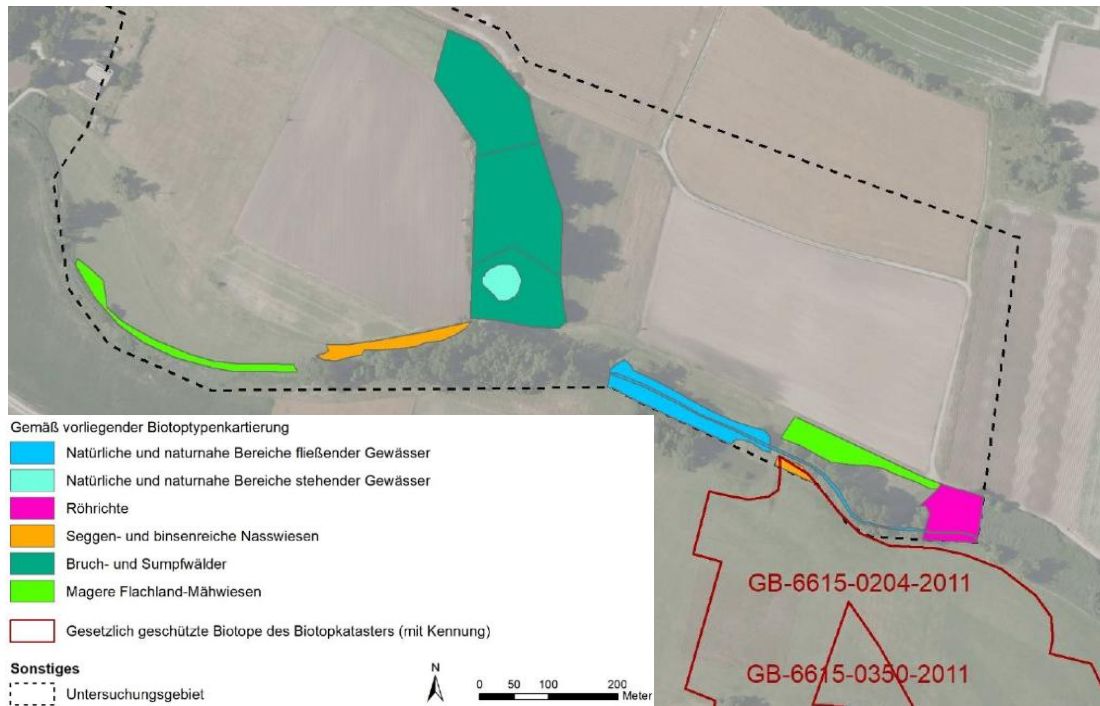 GB-6615-0204-2011
GB-6615-0350-2011
Gemäß vorliegender Biotoptypenkartierung
Natürliche und naturnahe Bereiche fließender Gewässer
Natürliche und naturnahe Bereiche stehender Gewässer
Röhrichte
Seggen- und binsenreiche Nasswiesen
Bruch- und Sumpfwälder
Magere Flachland-Mähwiesen
Gesetzlich geschützte Biotope des Biotopkatasters (mit Kennung)
Sonstiges
Untersuchungsgebiet
N
0 50 100 200
Meter